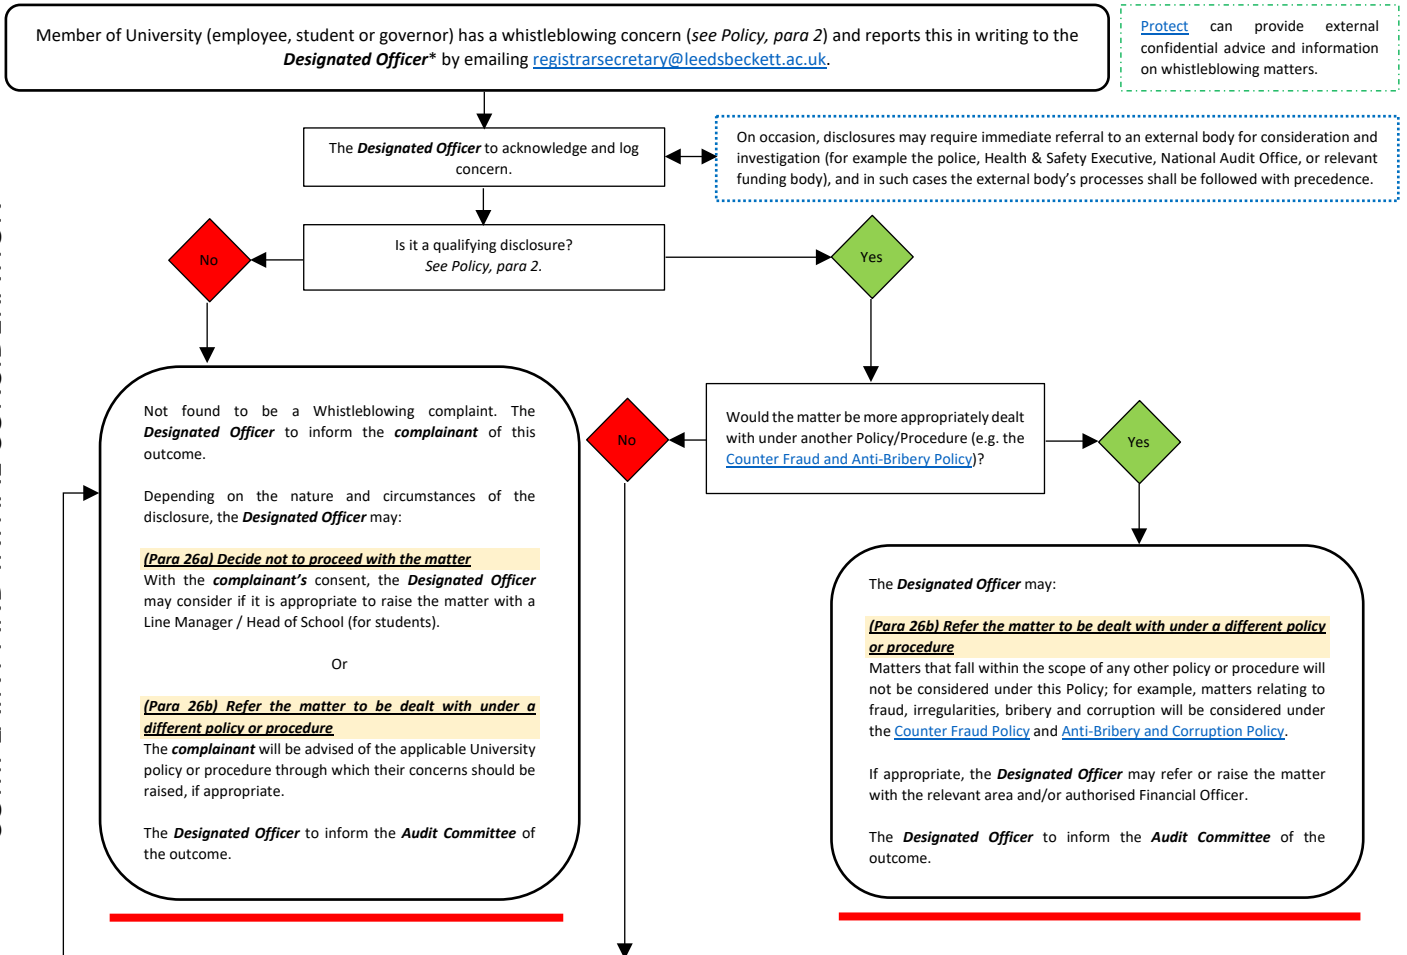 Member of University (employee, student or governor) has a whistleblowing concern (see Policy, para 2) and reports this in writing to the
Designated Officer* by emailing registrarsecretary@leedsbeckett.ac.uk.
Protect can provide external
confidential advice and information
on whistleblowing matters.
The Designated Officer to acknowledge and log
concern.
On occasion, disclosures may require immediate referral to an external body for consideration and
investigation (for example the police, Health & Safety Executive, National Audit Office, or relevant
funding body), and in such cases the external body's processes shall be followed with precedence.
No
Is it a qualifying disclosure?
See Policy, para 2.
Yes
Not found to be a Whistleblowing complaint. The
Designated Officer to inform the complainant of this
outcome.
Depending on the nature and circumstances of the
disclosure, the Designated Officer may:
(Para 26a) Decide not to proceed with the matter
With the complainant's consent, the Designated Officer
may consider if it is appropriate to raise the matter with a
Line Manager / Head of School (for students).
Or
(Para 26b) Refer the matter to be dealt with under a
different policy or procedure
The complainant will be advised of the applicable University
policy or procedure through which their concerns should be
raised, if appropriate.
The Designated Officer to inform the Audit Committee of
the outcome.
No
Would the matter be more appropriately dealt
with under another Policy/Procedure (e.g. the
Counter Fraud and Anti-Bribery Policy)?
Yes
The Designated Officer may:
(Para 26b) Refer the matter to be dealt with under a different policy
or procedure
Matters that fall within the scope of any other policy or procedure will
not be considered under this Policy; for example, matters relating to
fraud, irregularities, bribery and corruption will be considered under
the Counter Fraud Policy and Anti-Bribery and Corruption Policy.
If appropriate, the Designated Officer may refer or raise the matter
with the relevant area and/or authorised Financial Officer.
The Designated Officer to inform the Audit Committee of the
outcome.